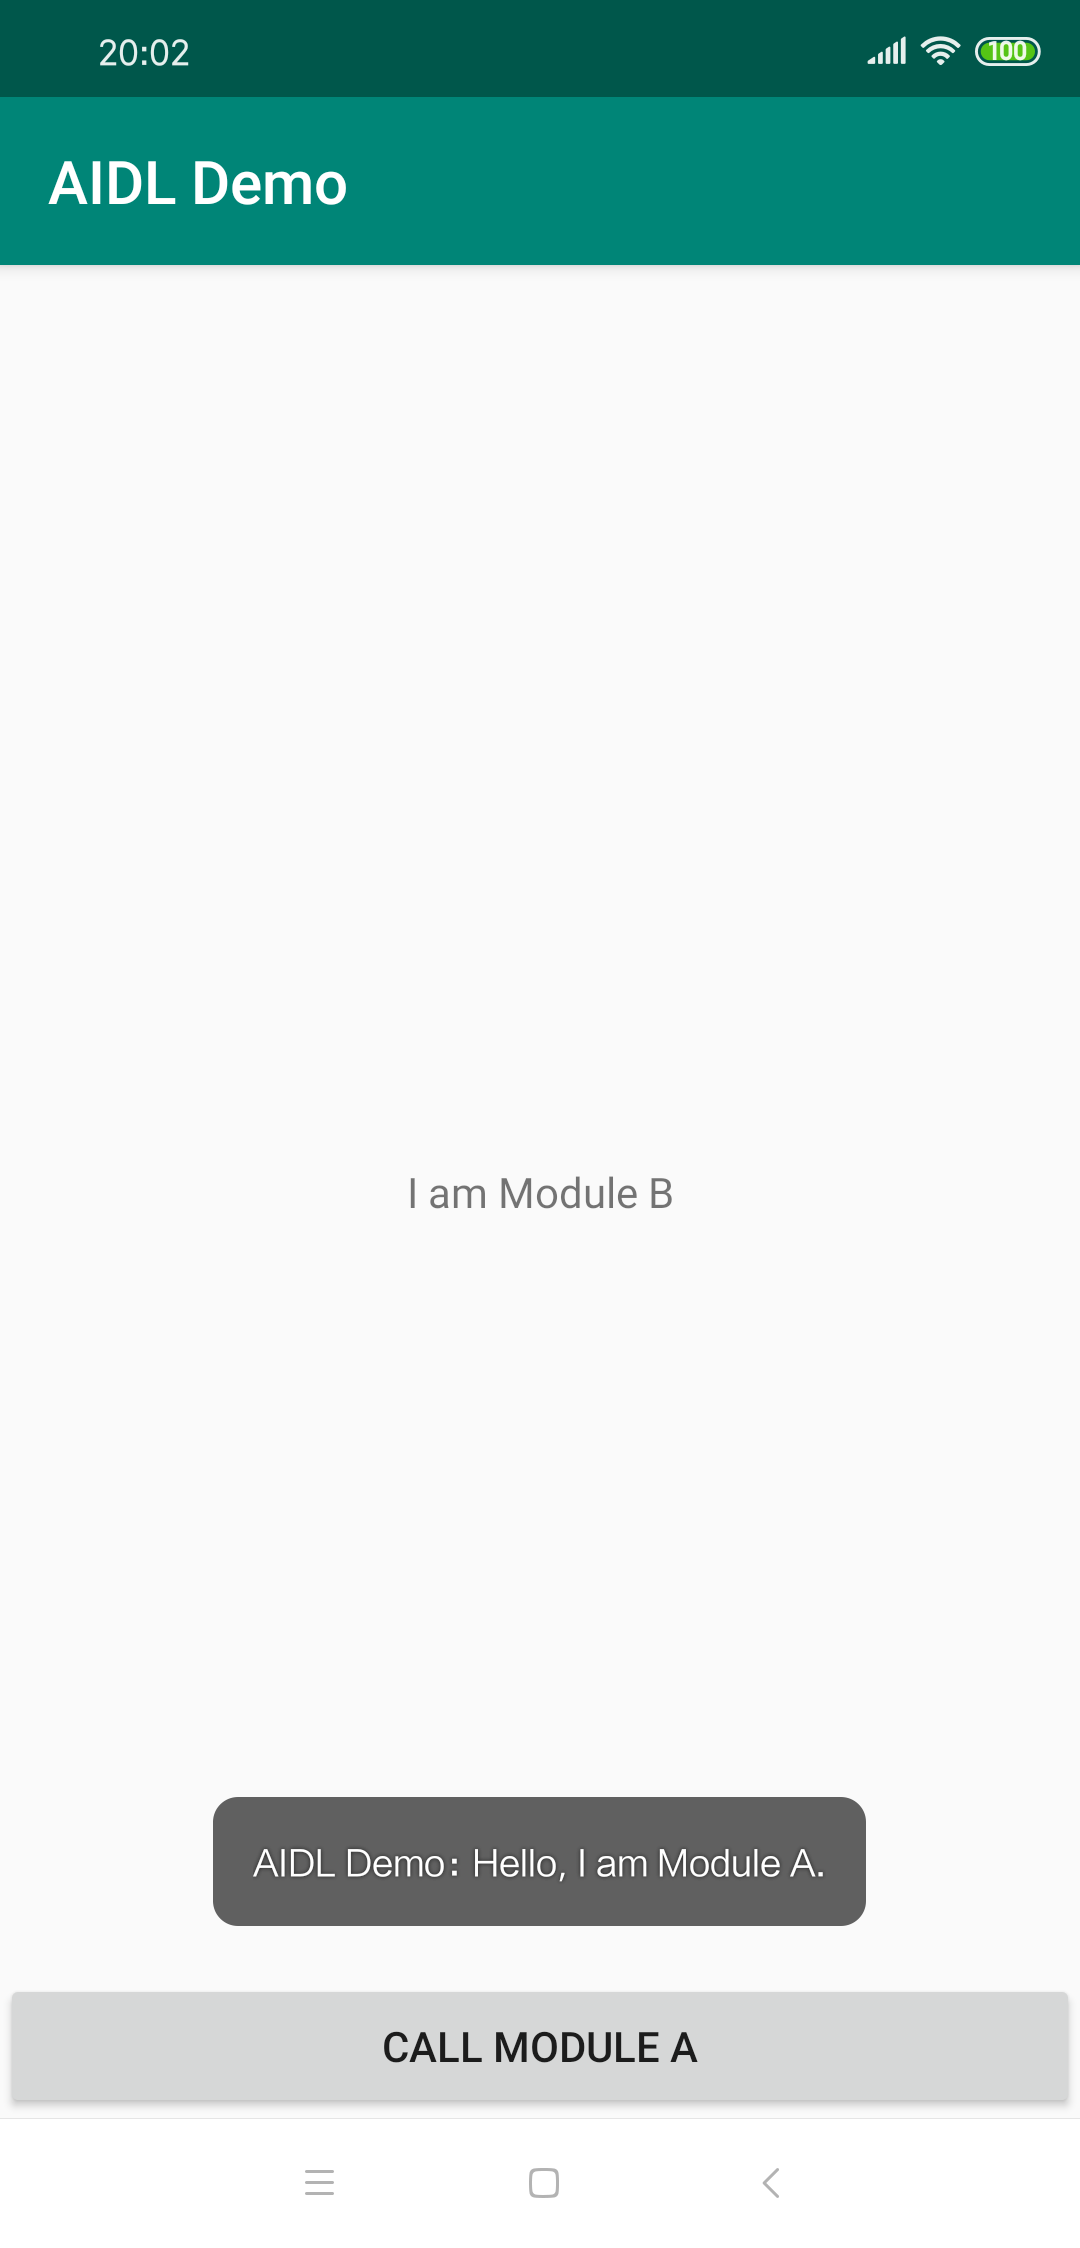 20:02
100
AIDL Demo
I am Module B
AIDL Demo: Hello, I am Module A.
CALL MODULE A